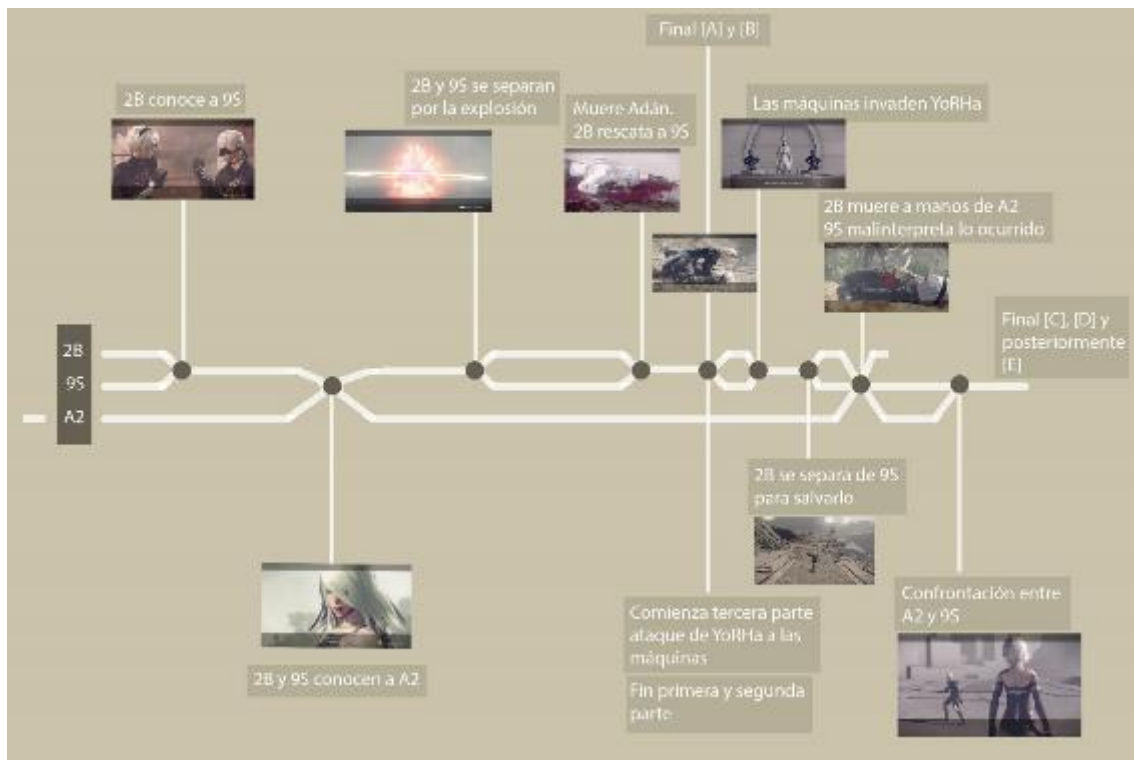 Final [A] y [B]
2B conoce a 9S
2B y 9S se separan
por la explosión
Muere Adán.
2B rescata a 9S
Las máquinas invaden YoRHa
2B muere a manos de A2
9S malinterpreta lo ocurrido
Final [C], [D] y
posteriormente
[E]
2B
9S
A2
2B se separa de 9S
para salvarlo
2B y 9S conocen a A2
Comienza tercera parte
ataque de YoRHa a las
máquinas
Fin primera y segunda
parte
Confrontación entre
A2 y 9S